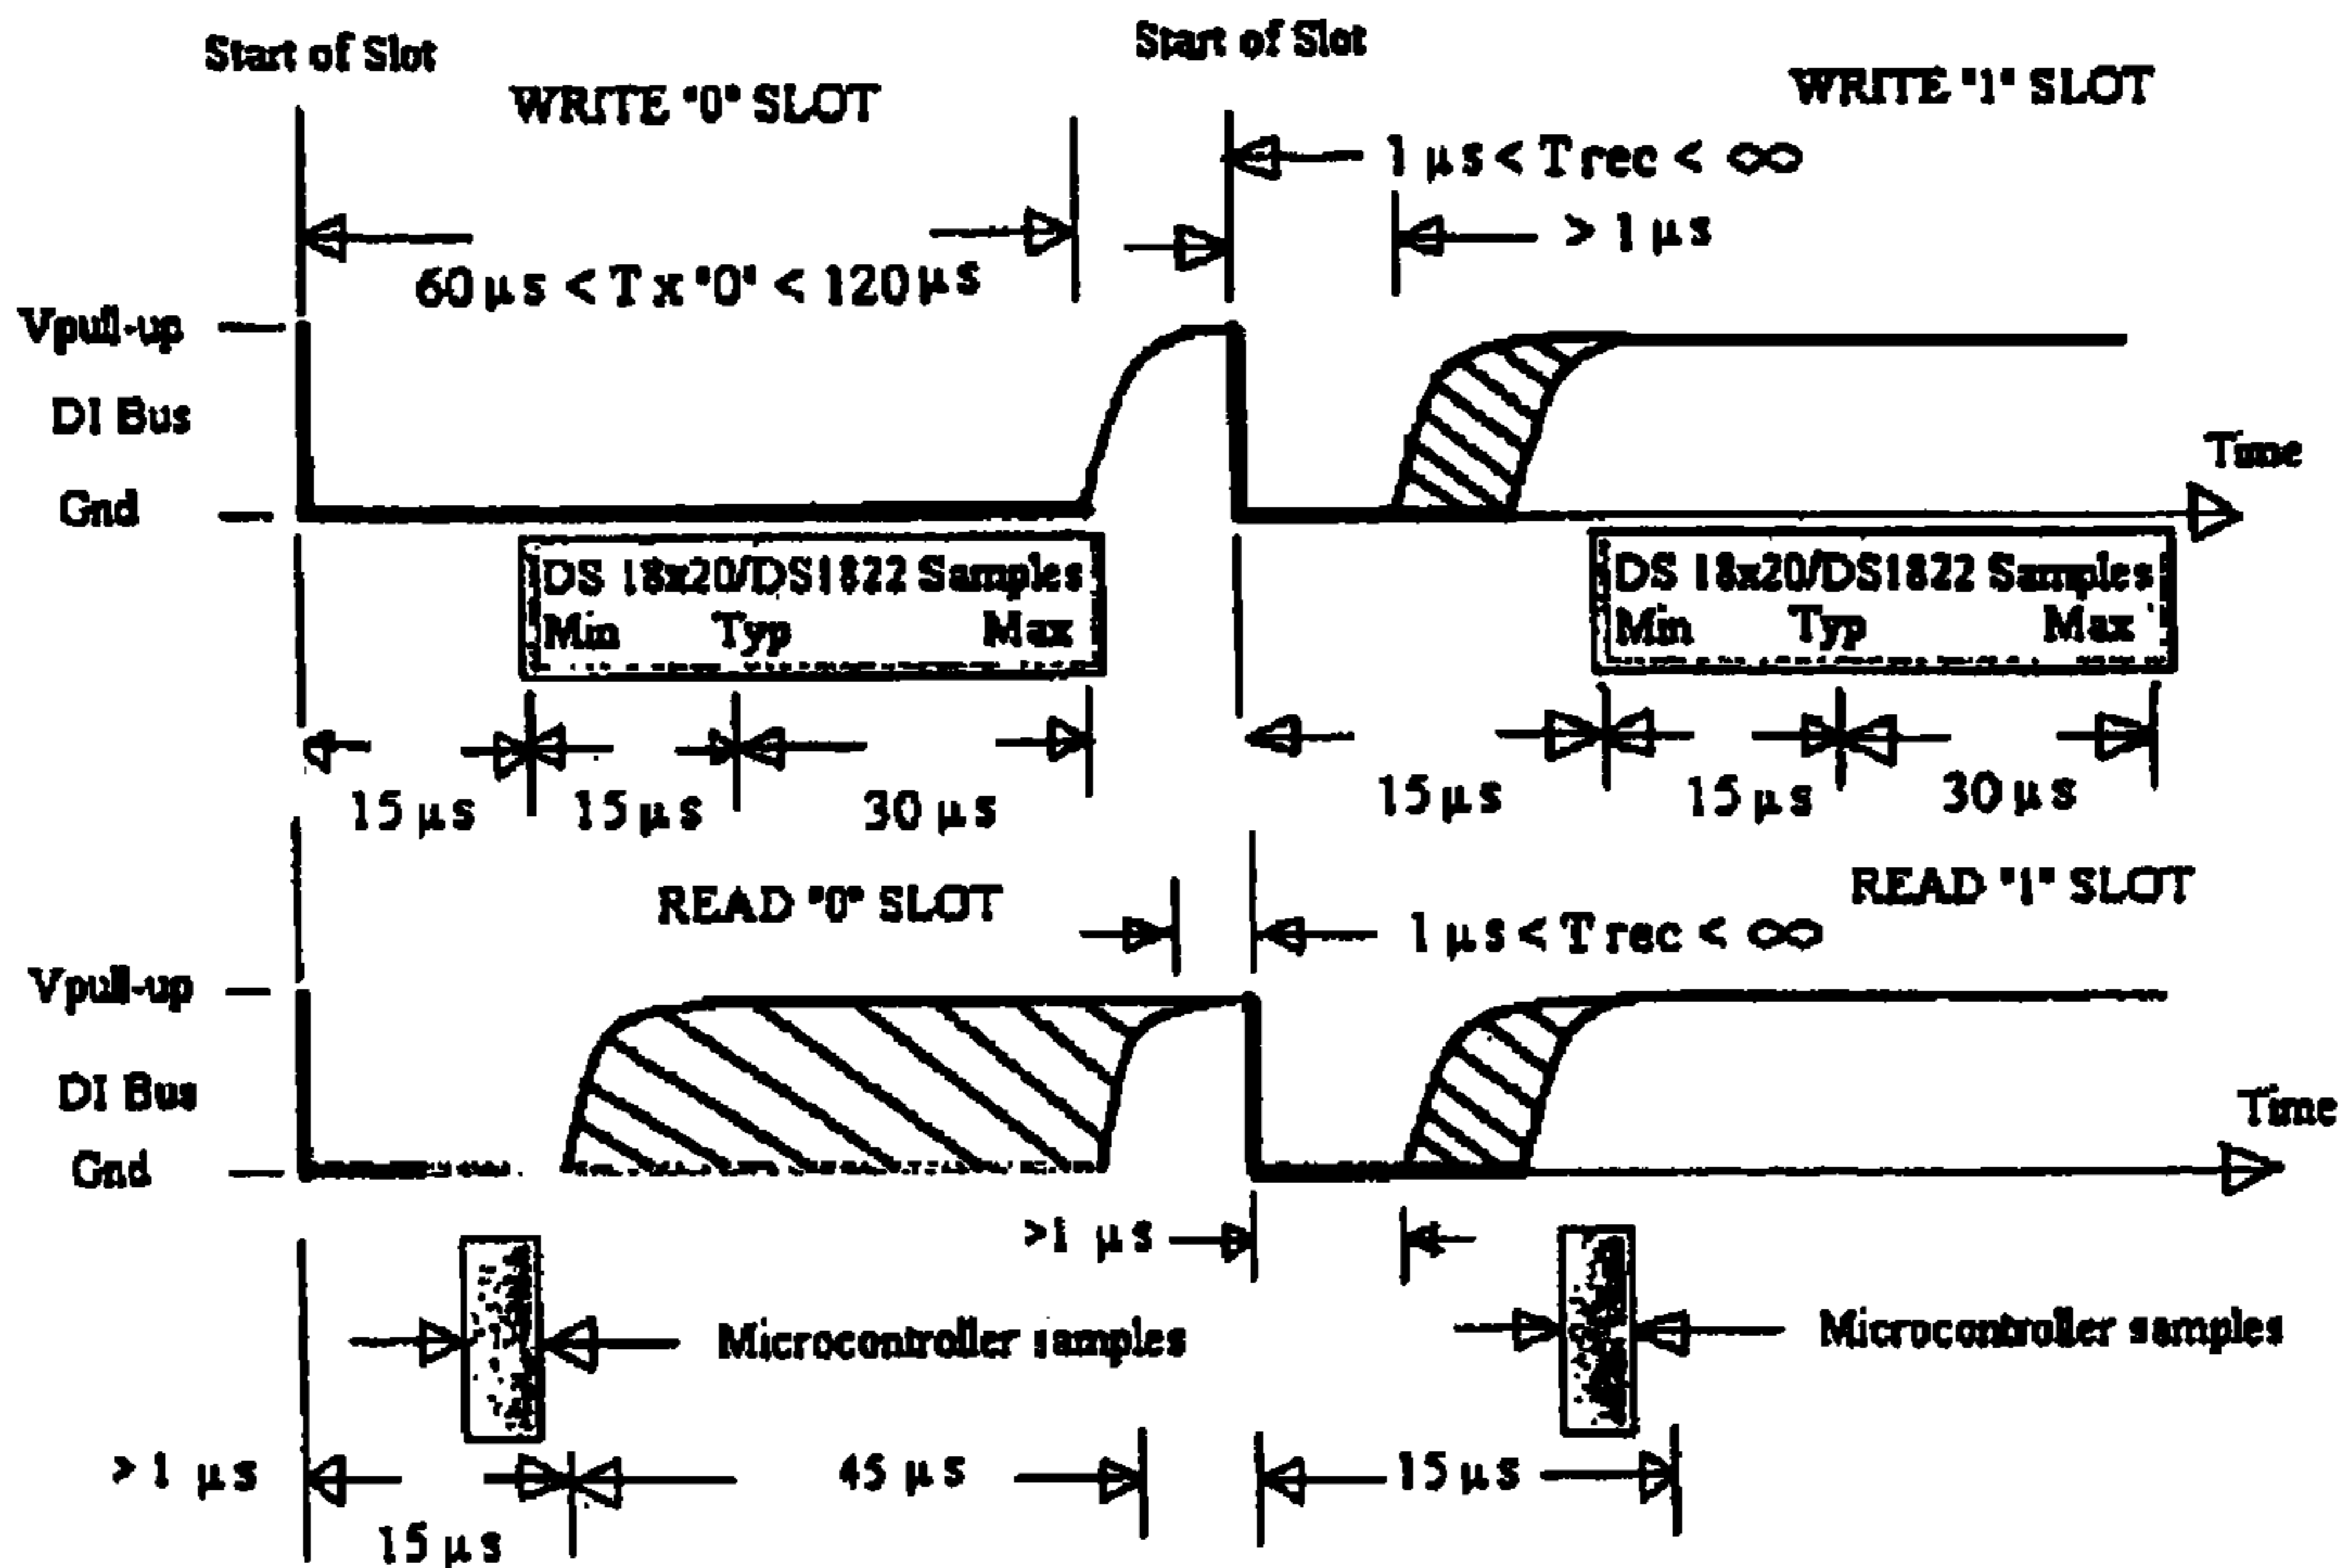 Start of Slot
Start of Slot
WRITE "0" SLOT
WRITE "1" SLOT
1 μs < Trec < ∞
> 1 μs
60 μs < Tx "0" < 120 μs
Vpull-up
DI Bus
Gnd
Time
DS 18x20/DS1822 Samples
Min Typ Max
DS 18x20/DS1822 Samples
Min Typ Max
15 μs
15 μs
30 μs
15 μs
15 μs
30 μs
READ "0" SLOT
READ "1" SLOT
1 μs < Trec < ∞
Vpull-up
DI Bus
Gnd
Time
>1 μs
Microcontroller samples
Microcontroller samples
> 1 μs
45 μs
15 μs
15 μs